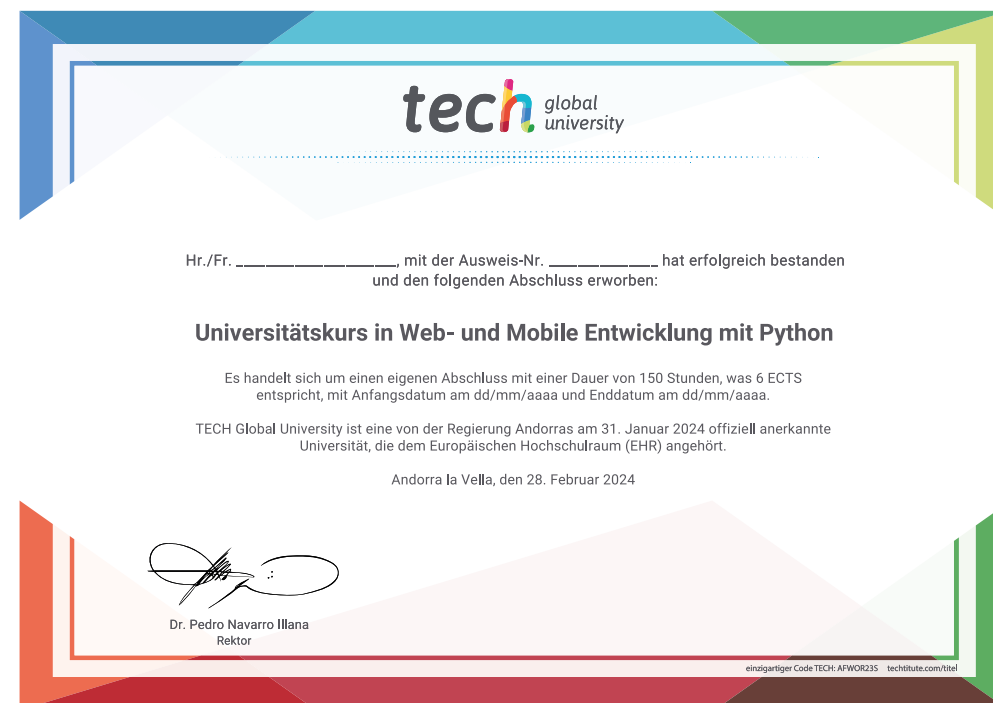 tech global
university
Hr./Fr. ______________________, mit der Ausweis-Nr. _______________ hat erfolgreich bestanden
und den folgenden Abschluss erworben:
Universitätskurs in Web- und Mobile Entwicklung mit Python
Es handelt sich um einen eigenen Abschluss mit einer Dauer von 150 Stunden, was 6 ECTS
entspricht, mit Anfangsdatum am dd/mm/aaaa und Enddatum am dd/mm/aaaa.
TECH Global University ist eine von der Regierung Andorras am 31. Januar 2024 offiziell anerkannte
Universität, die dem Europäischen Hochschulraum (EHR) angehört.
Andorra la Vella, den 28. Februar 2024
Dr. Pedro Navarro Illana
Rektor
einzigartiger Code TECH: AFWOR23S techtitute.com/titel